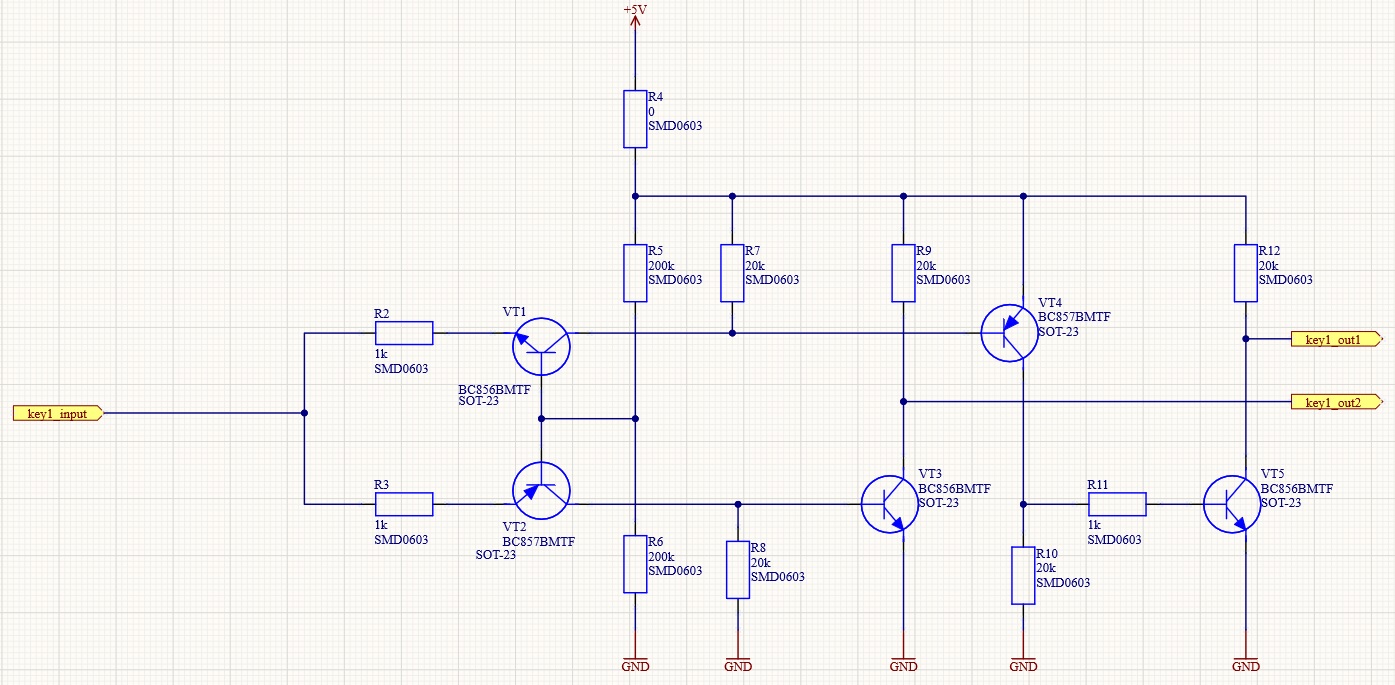 +5V
R4
0
SMD0603
R5
200k
SMD0603
R7
20k
SMD0603
R9
20k
SMD0603
R12
20k
SMD0603
R2
1k
SMD0603
VT1
BC856BMTF
SOT-23
VT4
BC857BMTF
SOT-23
key1_out1
key1_out2
key1_input
R3
1k
SMD0603
VT2
BC857BMTF
SOT-23
VT3
BC856BMTF
SOT-23
R11
1k
SMD0603
VT5
BC856BMTF
SOT-23
R6
200k
SMD0603
R8
20k
SMD0603
R10
20k
SMD0603
GND
GND
GND
GND
GND